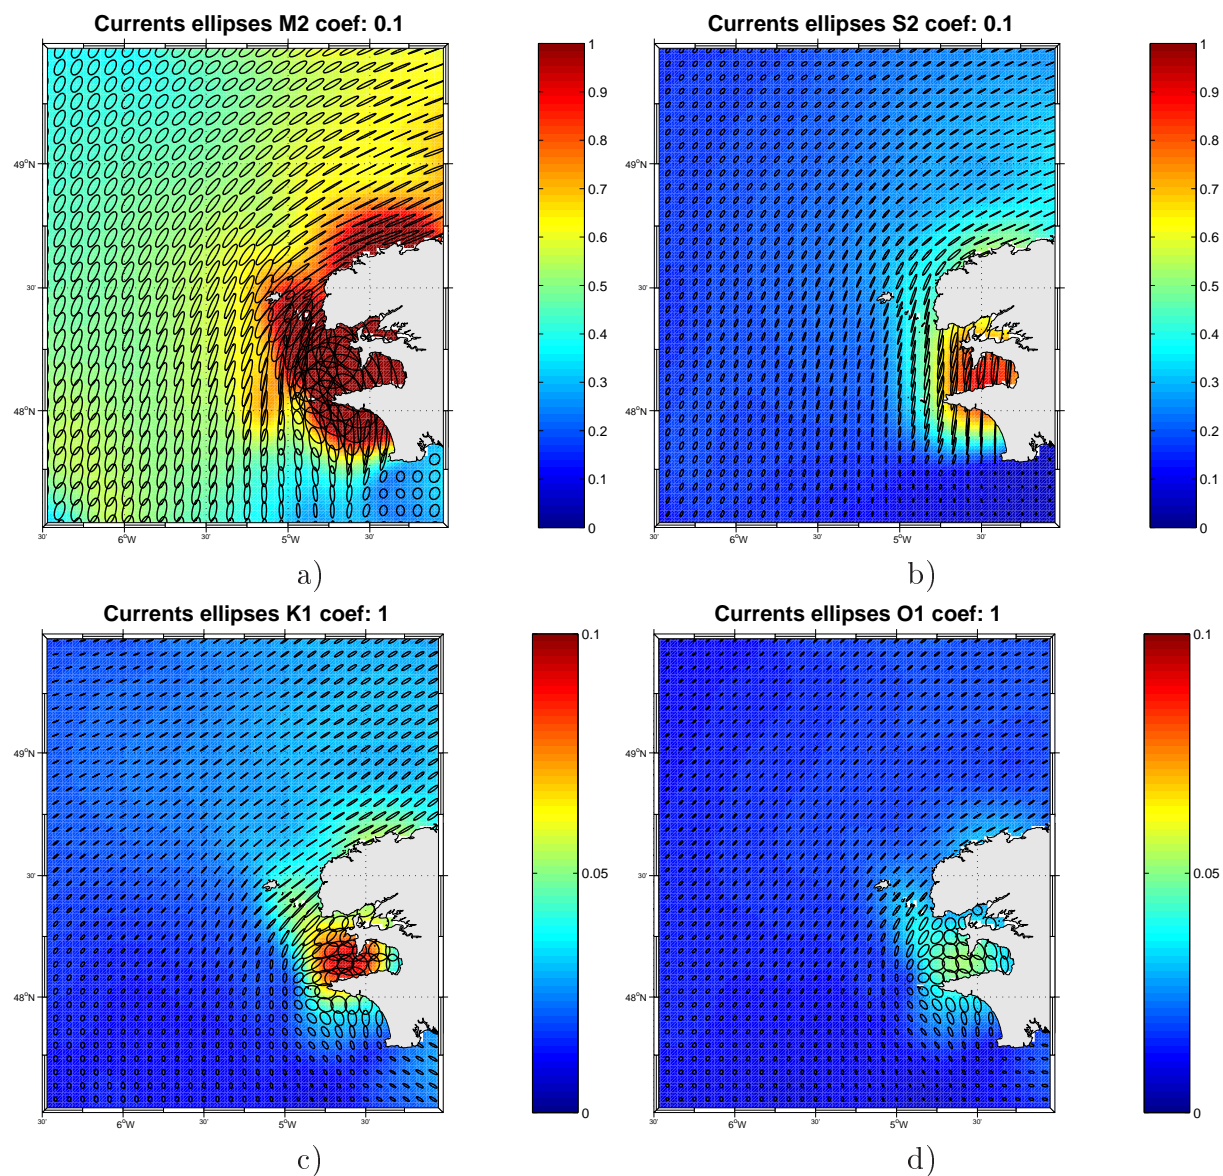 Currents ellipses M2 coef: 0.1
1
0.9
0.8
0.7
0.6
0.5
0.4
0.3
0.2
0.1
0
49°N
30'
48°N
30'
6°W
30'
5°W
30'
a)
Currents ellipses S2 coef: 0.1
1
0.9
0.8
0.7
0.6
0.5
0.4
0.3
0.2
0.1
0
49°N
30'
48°N
30'
6°W
30'
5°W
30'
b)
Currents ellipses K1 coef: 1
0.1
0.05
0
49°N
30'
48°N
30'
6°W
30'
5°W
30'
c)
Currents ellipses O1 coef: 1
0.1
0.05
0
49°N
30'
48°N
30'
6°W
30'
5°W
30'
d)